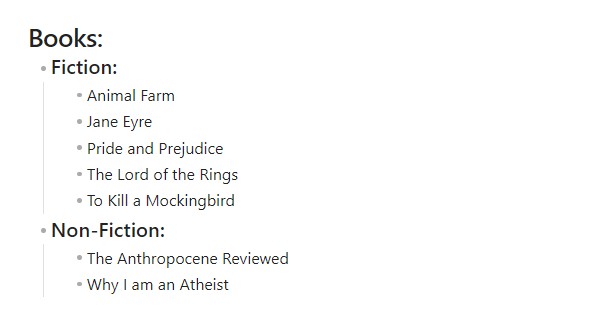 Books:
Fiction:
Animal Farm
Jane Eyre
Pride and Prejudice
The Lord of the Rings
To Kill a Mockingbird
Non-Fiction:
The Anthropocene Reviewed
Why I am an Atheist